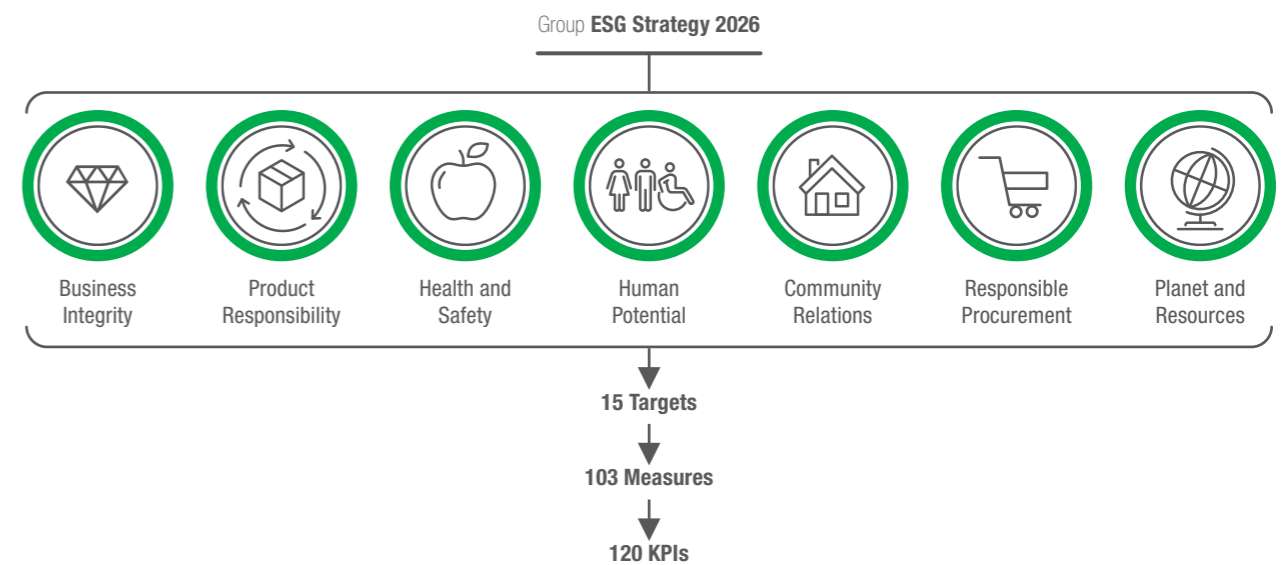 Group ESG Strategy 2026
Business
Integrity
Product
Responsibility
Health and
Safety
Human
Potential
Community
Relations
Responsible
Procurement
Planet and
Resources
15 Targets
103 Measures
120 KPIs